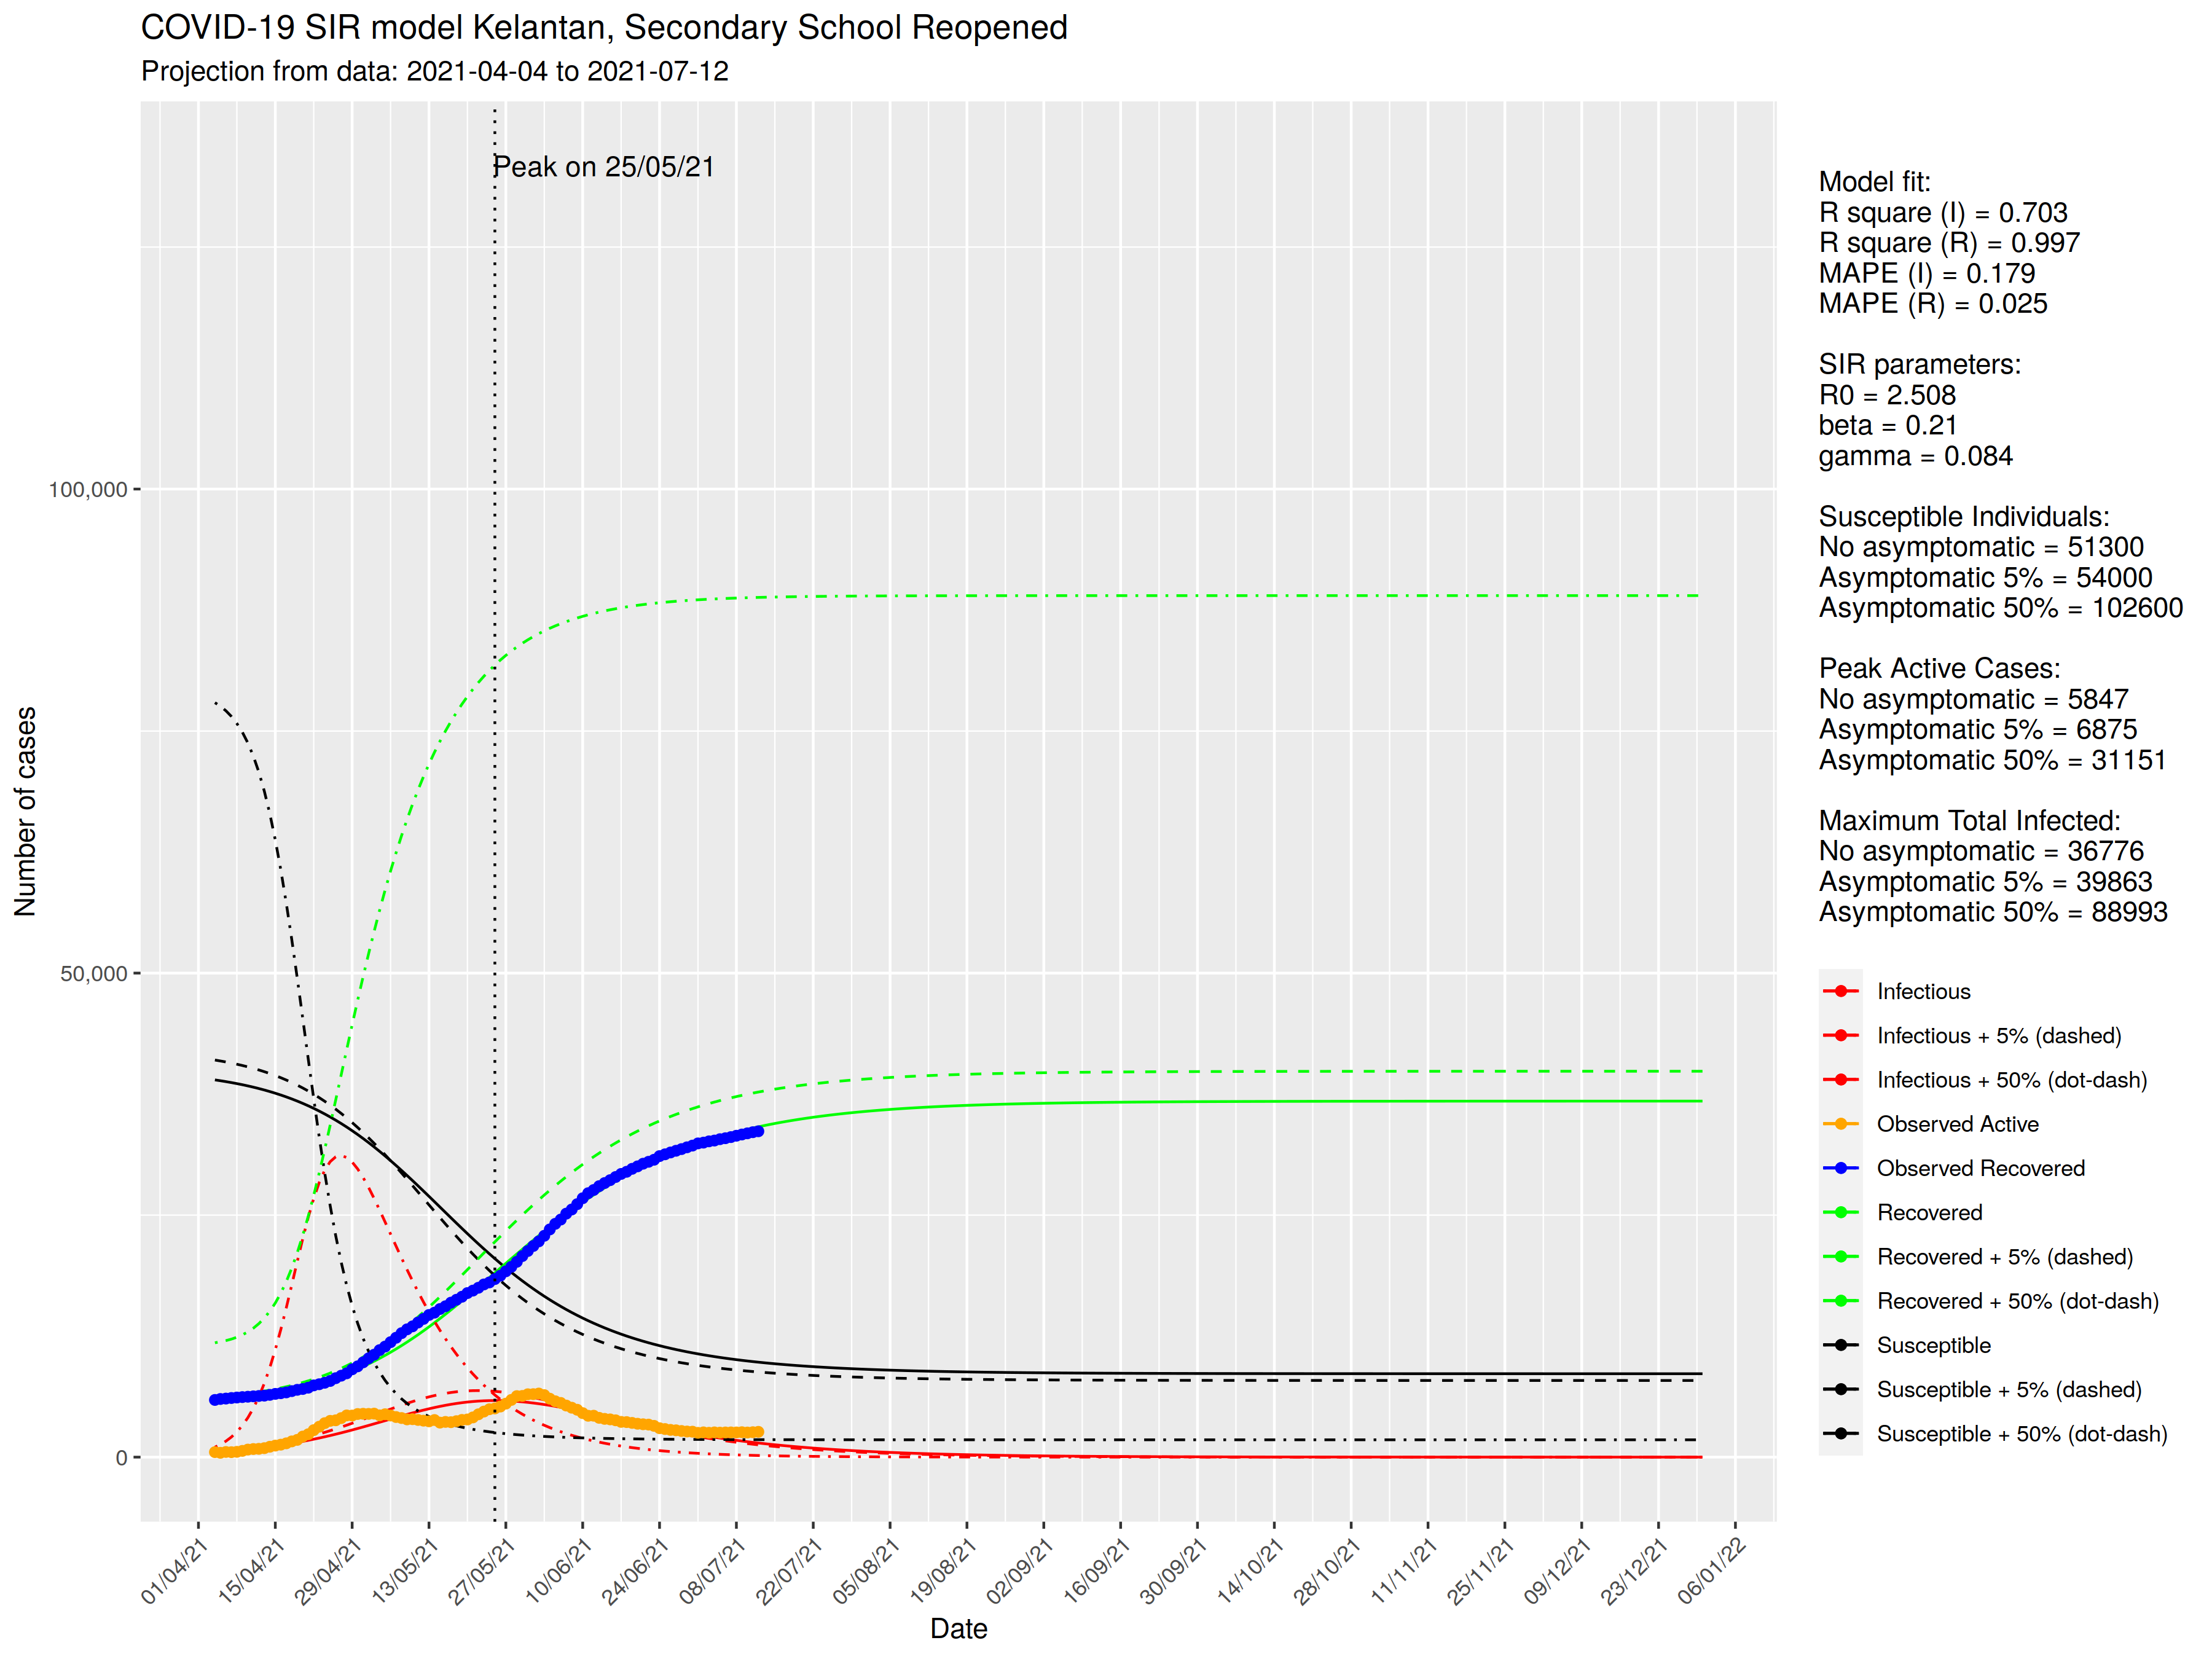 COVID-19 SIR model Kelantan, Secondary School Reopened
Projection from data: 2021-04-04 to 2021-07-12
Peak on 25/05/21
Number of cases
100,000
50,000
0
01/04/21
15/04/21
29/04/21
13/05/21
27/05/21
10/06/21
24/06/21
08/07/21
22/07/21
05/08/21
19/08/21
02/09/21
16/09/21
30/09/21
14/10/21
28/10/21
11/11/21
25/11/21
09/12/21
23/12/21
06/01/22
Date
Model fit:
R square (I) = 0.703
R square (R) = 0.997
MAPE (I) = 0.179
MAPE (R) = 0.025
SIR parameters:
R0 = 2.508
beta = 0.21
gamma = 0.084
Susceptible Individuals:
No asymptomatic = 51300
Asymptomatic 5% = 54000
Asymptomatic 50% = 102600
Peak Active Cases:
No asymptomatic = 5847
Asymptomatic 5% = 6875
Asymptomatic 50% = 31151
Maximum Total Infected:
No asymptomatic = 36776
Asymptomatic 5% = 39863
Asymptomatic 50% = 88993
Infectious
Infectious + 5% (dashed)
Infectious + 50% (dot-dash)
Observed Active
Observed Recovered
Recovered
Recovered + 5% (dashed)
Recovered + 50% (dot-dash)
Susceptible
Susceptible + 5% (dashed)
Susceptible + 50% (dot-dash)